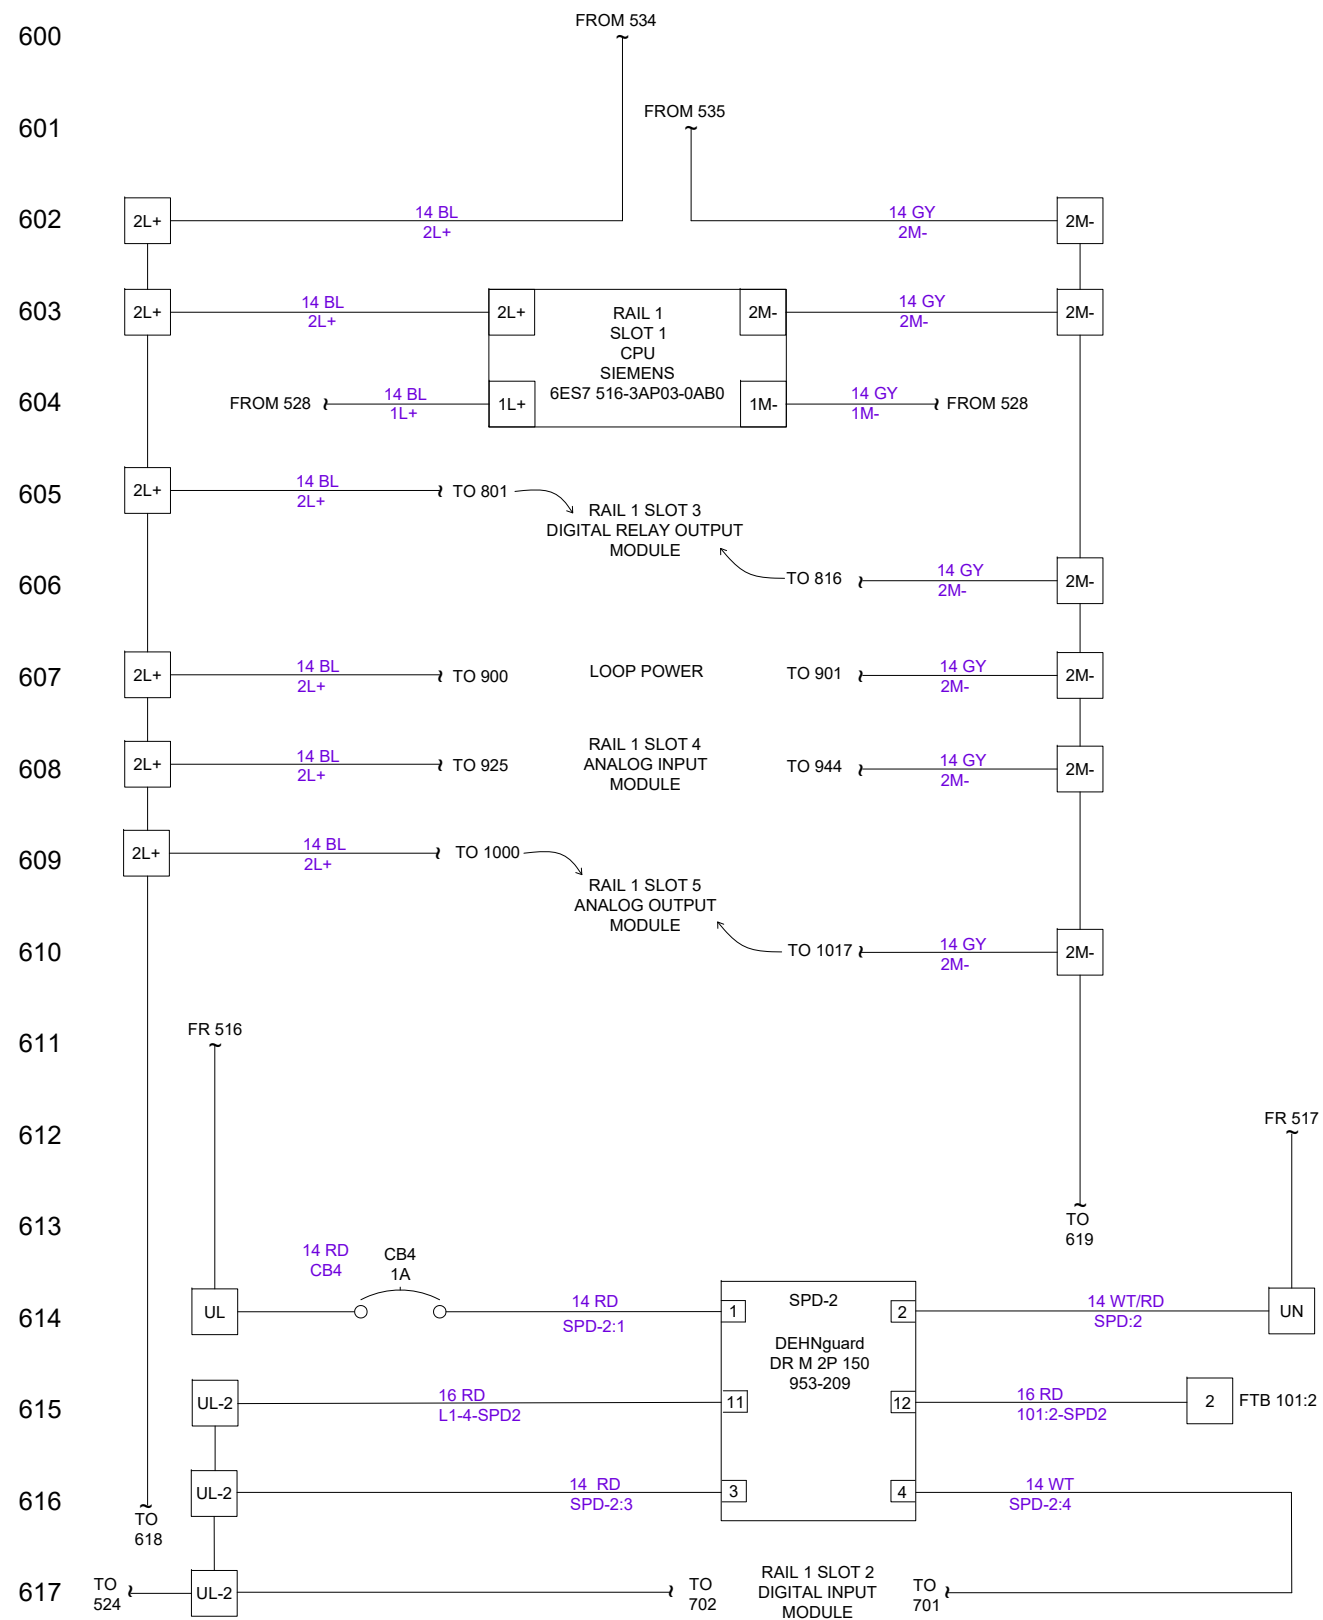 600
FROM 534
601
FROM 535
602
2L+
14 BL
2L+
14 GY
2M-
2M-
603
2L+
14 BL
2L+
2L+
RAIL 1
SLOT 1
CPU
SIEMENS
6ES7 516-3AP03-0AB0
2M-
14 GY
2M-
2M-
604
FROM 528
14 BL
1L+
1L+
1M-
14 GY
1M-
FROM 528
605
2L+
14 BL
2L+
TO 801
RAIL 1 SLOT 3
DIGITAL RELAY OUTPUT
MODULE
606
TO 816
14 GY
2M-
2M-
607
2L+
14 BL
2L+
TO 900
LOOP POWER
TO 901
14 GY
2M-
2M-
608
2L+
14 BL
2L+
TO 925
RAIL 1 SLOT 4
ANALOG INPUT
MODULE
TO 944
14 GY
2M-
2M-
609
2L+
14 BL
2L+
TO 1000
RAIL 1 SLOT 5
ANALOG OUTPUT
MODULE
610
TO 1017
14 GY
2M-
2M-
611
FR 516
612
FR 517
613
TO
619
14 RD
CB4
CB4
1A
614
UL
14 RD
SPD-2:1
1
SPD-2
DEHNguard
DR M 2P 150
953-209
2
14 WT/RD
SPD:2
UN
615
UL-2
16 RD
L1-4-SPD2
11
12
16 RD
101:2-SPD2
2
FTB 101:2
616
TO
618
UL-2
14 RD
SPD-2:3
3
4
14 WT
SPD-2:4
617
TO
524
UL-2
TO
702
RAIL 1 SLOT 2
DIGITAL INPUT
MODULE
TO
701